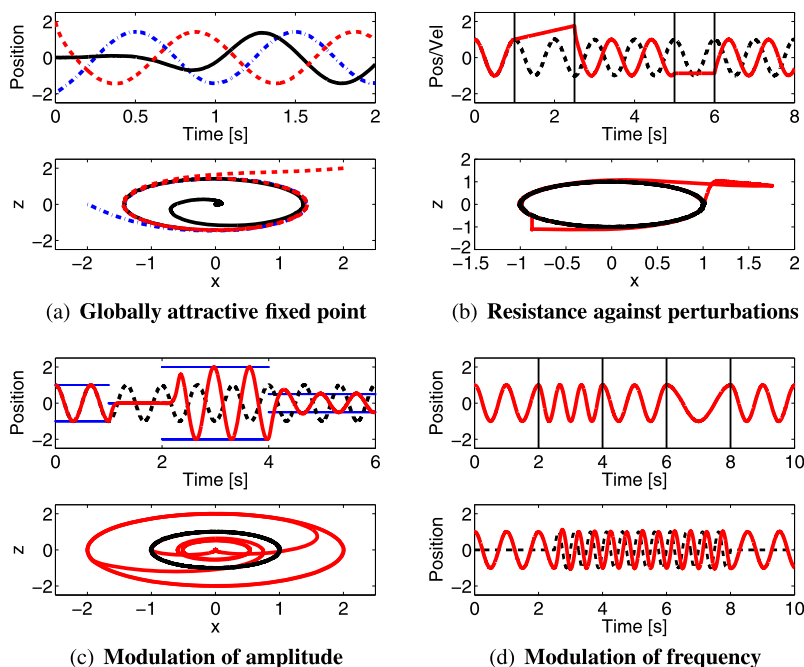 Position
2
0
−2
0 0.5 1 1.5 2
Time [s]
z
2
0
−2
−2 −1 0 1 2
x
(a) Globally attractive fixed point
Pos/Vel
2
0
−2
0 2 4 6 8
Time [s]
z
2
1
0
−1
−2
−1.5 −1 −0.5 0 0.5 1 1.5 2
x
(b) Resistance against perturbations
Position
2
0
−2
0 2 4 6
Time [s]
z
2
0
−2
−2 −1 0 1 2
x
(c) Modulation of amplitude
Position
2
0
−2
0 2 4 6 8 10
Time [s]
Position
2
0
−2
0 2 4 6 8 10
Time [s]
(d) Modulation of frequency